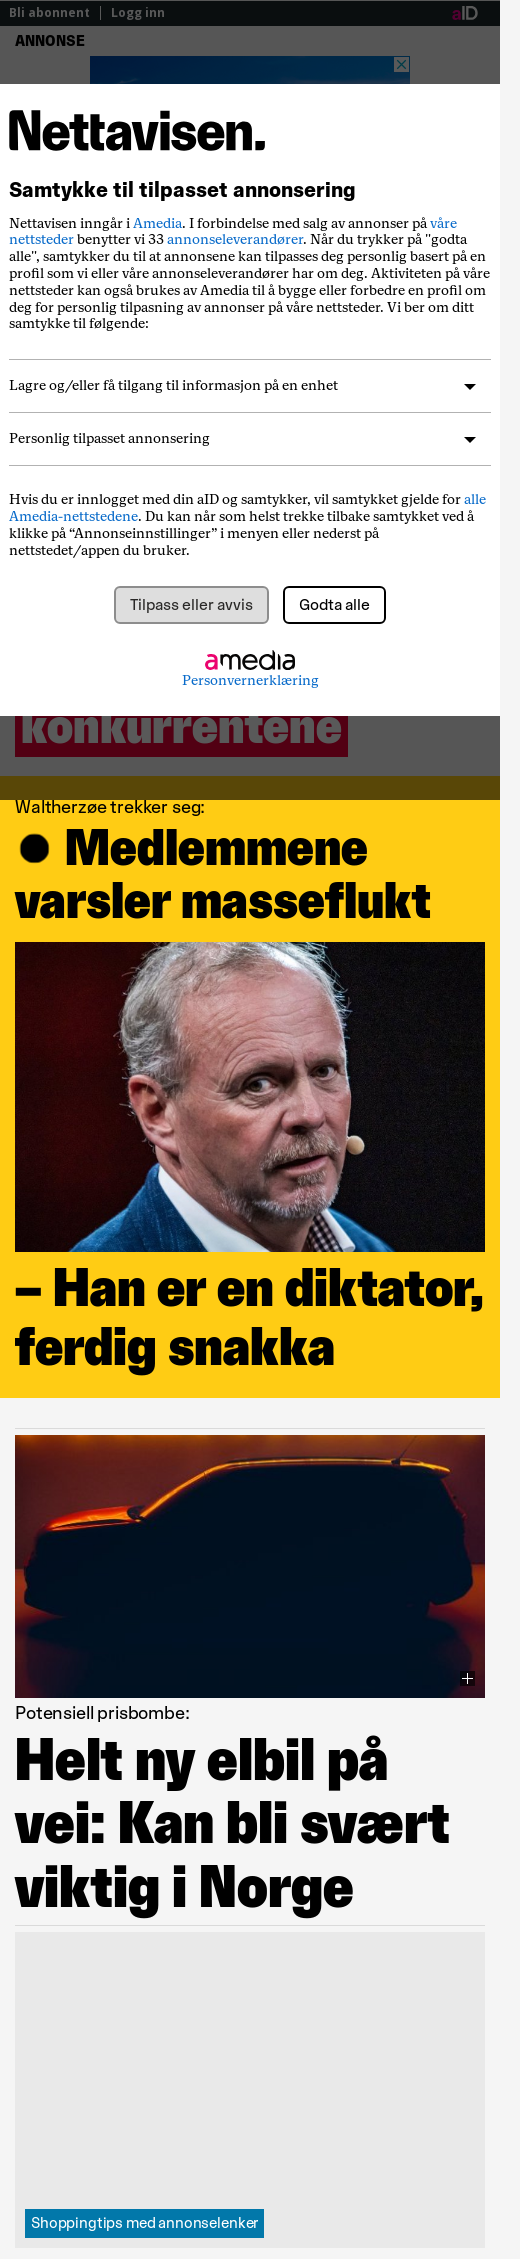 Bli abonnent | Logg inn aID
ANNONSE
Nettavisen.
Samtykke til tilpasset annonsering
Nettavisen inngår i Amedia. I forbindelse med salg av annonser på våre
nettsteder benytter vi 33 annonseleverandører. Når du trykker på "godta
alle", samtykker du til at annonsene kan tilpasses deg personlig basert på en
profil som vi eller våre annonseleverandører har om deg. Aktiviteten på våre
nettsteder kan også brukes av Amedia til å bygge eller forbedre en profil om
deg for personlig tilpasning av annonser på våre nettsteder. Vi ber om ditt
samtykke til følgende:
Lagre og/eller få tilgang til informasjon på en enhet
Personlig tilpasset annonsering
Hvis du er innlogget med din aID og samtykker, vil samtykket gjelde for alle
Amedia-nettstedene. Du kan når som helst trekke tilbake samtykket ved å
klikke på “Annonseinnstillinger” i menyen eller nederst på
nettstedet/appen du bruker.
Tilpass eller avvis Godta alle
amedia
Personvernerklæring
konkurrentene
Waltherzøe trekker seg:
Medlemmene
varsler masseflukt
– Han er en diktator,
ferdig snakka
Potensiell prisbombe:
Helt ny elbil på
vei: Kan bli svært
viktig i Norge
Shoppingtips med annonselenker